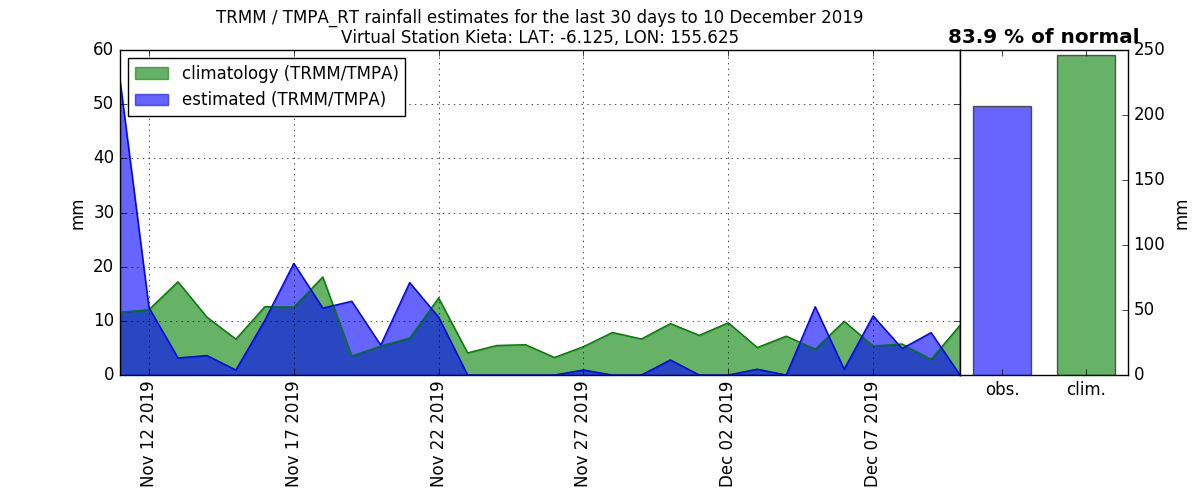 TRMM / TMPA_RT rainfall estimates for the last 30 days to 10 December 2019
Virtual Station Kieta: LAT: -6.125, LON: 155.625
83.9 % of normal
climatology (TRMM/TMPA)
estimated (TRMM/TMPA)
60
50
40
30
20
10
0
mm
250
200
150
100
50
0
mm
Nov 12 2019
Nov 17 2019
Nov 22 2019
Nov 27 2019
Dec 02 2019
Dec 07 2019
obs.
clim.